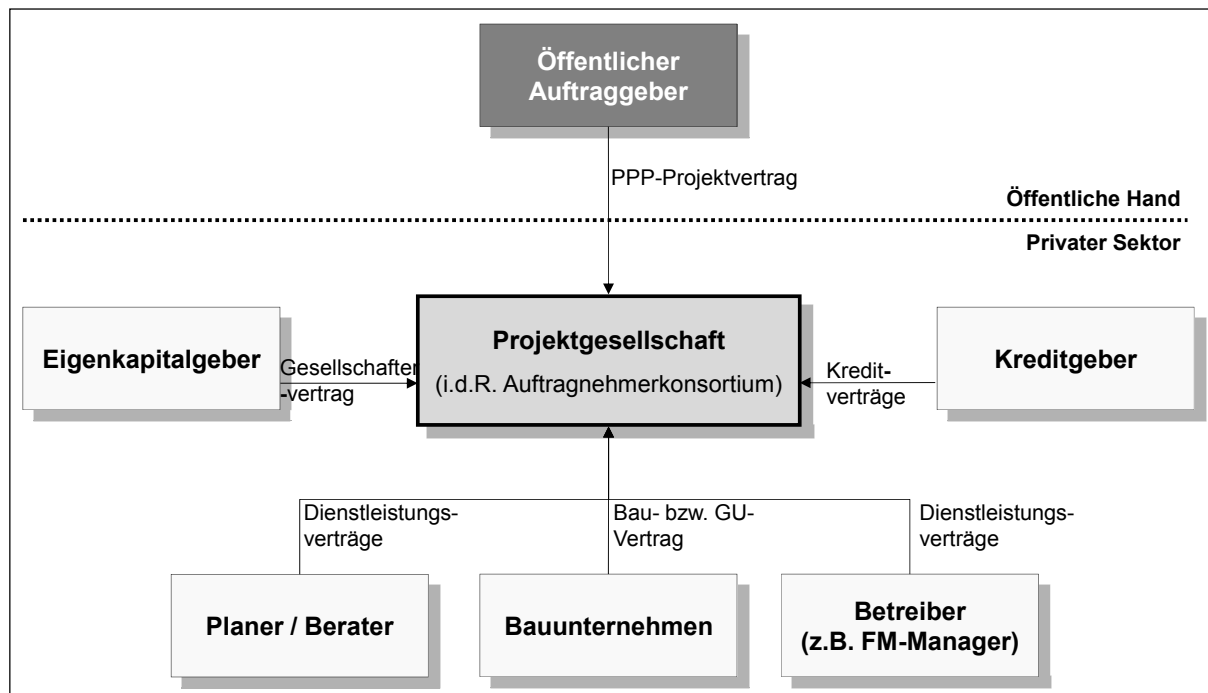 Öffentlicher
Auftraggeber
PPP-Projektvertrag
Öffentliche Hand
Privater Sektor
Eigenkapitalgeber
Gesellschafter
-vertrag
Projektgesellschaft
(i.d.R. Auftragnehmerkonsortium)
Kredit-
verträge
Kreditgeber
Dienstleistungs-
verträge
Bau- bzw. GU-
Vertrag
Dienstleistungs-
verträge
Planer / Berater
Bauunternehmen
Betreiber
(z.B. FM-Manager)